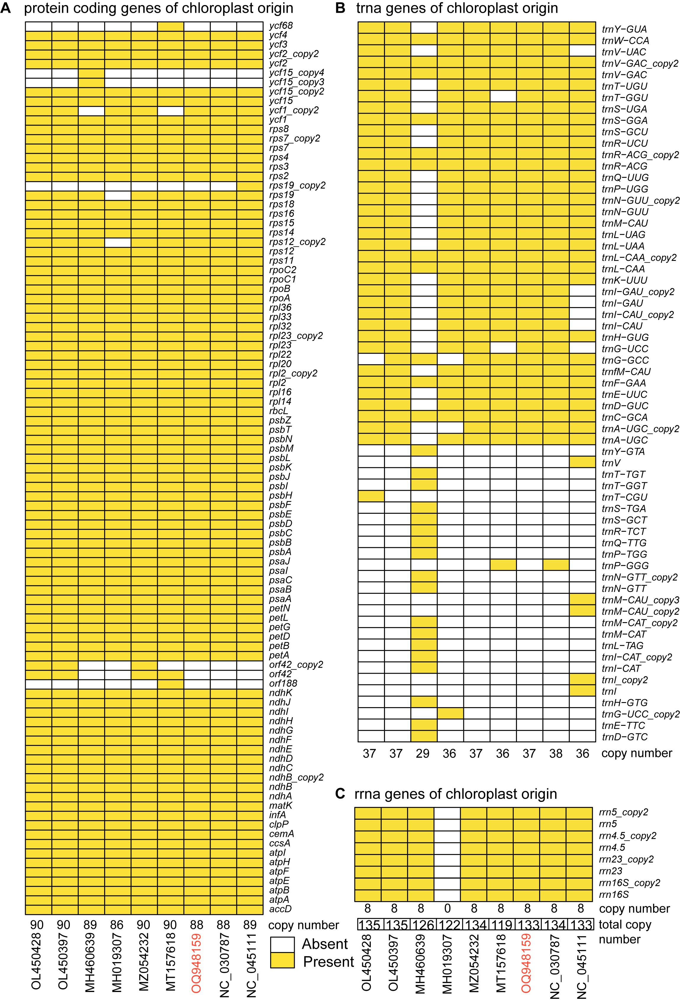 A protein coding genes of chloroplast origin
ycf68
ycf4
ycf3
ycf2_copy2
ycf2
ycf15_copy4
ycf15_copy3
ycf15_copy2
ycf15
ycf1_copy2
ycf1
rps8
rps7_copy2
rps7
rps4
rps3
rps2
rps19_copy2
rps19
rps18
rps16
rps15
rps14
rps12_copy2
rps12
rps11
rpoC2
rpoC1
rpoB
rpoA
rpl36
rpl33
rpl32
rpl23_copy2
rpl23
rpl22
rpl20
rpl2_copy2
rpl2
rpl16
rpl14
rbcL
psbZ
psbT
psbN
psbM
psbL
psbK
psbJ
psbI
psbH
psbF
psbE
psbD
psbC
psbB
psbA
psaJ
psaI
psaC
psaB
psaA
petN
petL
petG
petD
petB
petA
orf42_copy2
orf42
orf188
ndhK
ndhJ
ndhI
ndhH
ndhG
ndhF
ndhE
ndhD
ndhC
ndhB_copy2
ndhB
ndhA
matK
infA
clpP
cemA
ccsA
atpI
atpH
atpF
atpE
atpB
atpA
accD
90 90 89 86 90 90 88 88 89 copy number
OL450428
OL450397
MH460639
MH019307
MZ054232
MT157618
OQ948159
NC_030787
NC_045111
Absent
Present
B trna genes of chloroplast origin
trnY−GUA
trnW−CCA
trnV−UAC
trnV−GAC_copy2
trnV−GAC
trnT−UGU
trnT−GGU
trnS−UGA
trnS−GGA
trnS−GCU
trnR−UCU
trnR−ACG_copy2
trnR−ACG
trnQ−UUG
trnP−UGG
trnN−GUU_copy2
trnN−GUU
trnM−CAU
trnL−UAG
trnL−UAA
trnL−CAA_copy2
trnL−CAA
trnK−UUU
trnI−GAU_copy2
trnI−GAU
trnI−CAU_copy2
trnI−CAU
trnH−GUG
trnG−UCC
trnG−GCC
trnfM−CAU
trnF−GAA
trnE−UUC
trnD−GUC
trnC−GCA
trnA−UGC_copy2
trnA−UGC
trnY−GTA
trnV
trnT−TGT
trnT−GGT
trnT−CGU
trnS−TGA
trnS−GCT
trnR−TCT
trnQ−TTG
trnP−TGG
trnP−GGG
trnN−GTT_copy2
trnN−GTT
trnM−CAU_copy3
trnM−CAU_copy2
trnM−CAT_copy2
trnM−CAT
trnL−TAG
trnI−CAT_copy2
trnI−CAT
trnI_copy2
trnI
trnH−GTG
trnG−UCC_copy2
trnE−TTC
trnD−GTC
37 37 29 36 37 36 37 38 36 copy number
C rrna genes of chloroplast origin
rrn5_copy2
rrn5
rrn4.5_copy2
rrn4.5
rrn23_copy2
rrn23
rrn16S_copy2
rrn16S
8 8 8 0 8 8 8 8 8 copy number
135 135 126 122 134 119 133 134 133 total copy
number
OL450428
OL450397
MH460639
MH019307
MZ054232
MT157618
OQ948159
NC_030787
NC_045111